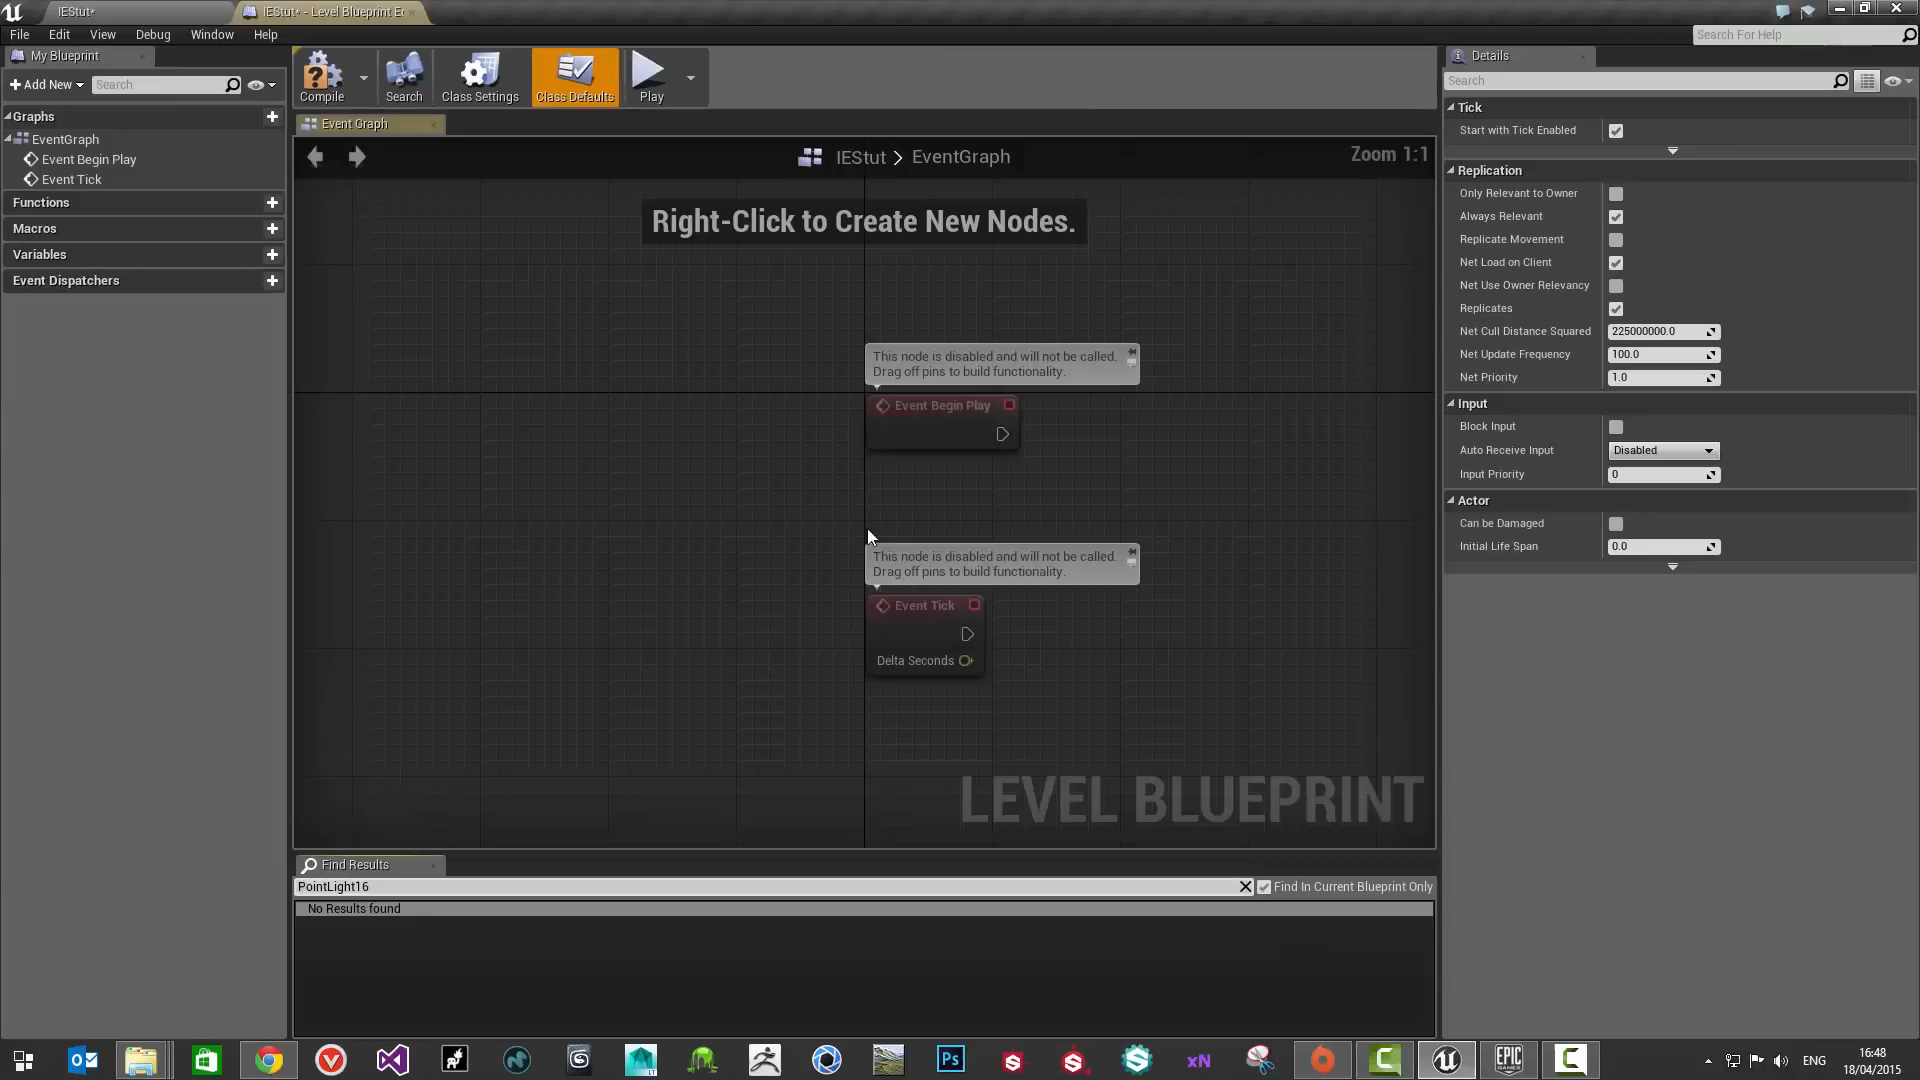 IEStut*
IEStut* - Level Blueprint Ed
File Edit View Debug Window Help
Search For Help
My Blueprint
Add New
Search
Compile
Search
Class Settings
Class Defaults
Play
Details
Search
Graphs
EventGraph
Event Begin Play
Event Tick
Functions
Macros
Variables
Event Dispatchers
Event Graph
IEStut > EventGraph
Zoom 1:1
Right-Click to Create New Nodes.
This node is disabled and will not be called.
Drag off pins to build functionality.
Event Begin Play
This node is disabled and will not be called.
Drag off pins to build functionality.
Event Tick
Delta Seconds
LEVEL BLUEPRINT
Find Results
PointLight16
Find In Current Blueprint Only
No Results found
Tick
Start with Tick Enabled
Replication
Only Relevant to Owner
Always Relevant
Replicate Movement
Net Load on Client
Net Use Owner Relevancy
Replicates
Net Cull Distance Squared 225000000.0
Net Update Frequency 100.0
Net Priority 1.0
Input
Block Input
Auto Receive Input Disabled
Input Priority 0
Actor
Can be Damaged
Initial Life Span 0.0
LT
Ps
xN
EPIC
GAMES
ENG
16:48
18/04/2015